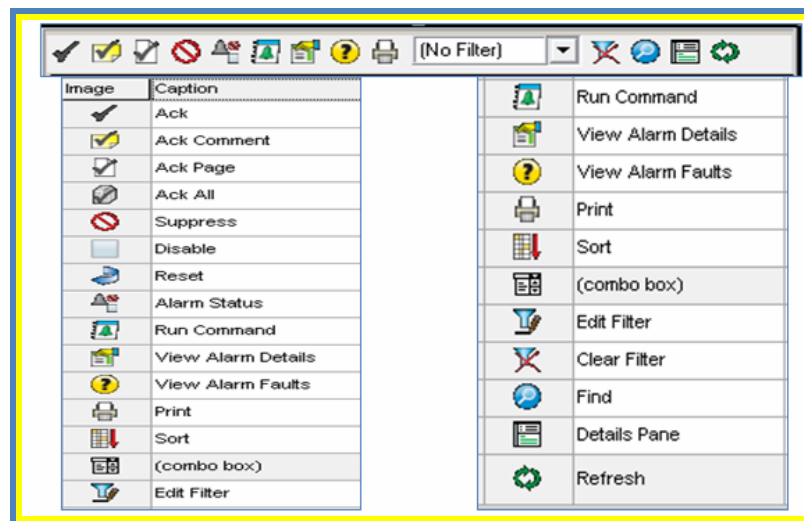 (No Filter)
Image Caption
Ack
Ack Comment
Ack Page
Ack All
Suppress
Disable
Reset
Alarm Status
Run Command
View Alarm Details
View Alarm Faults
Print
Sort
(combo box)
Edit Filter
Run Command
View Alarm Details
View Alarm Faults
Print
Sort
(combo box)
Edit Filter
Clear Filter
Find
Details Pane
Refresh